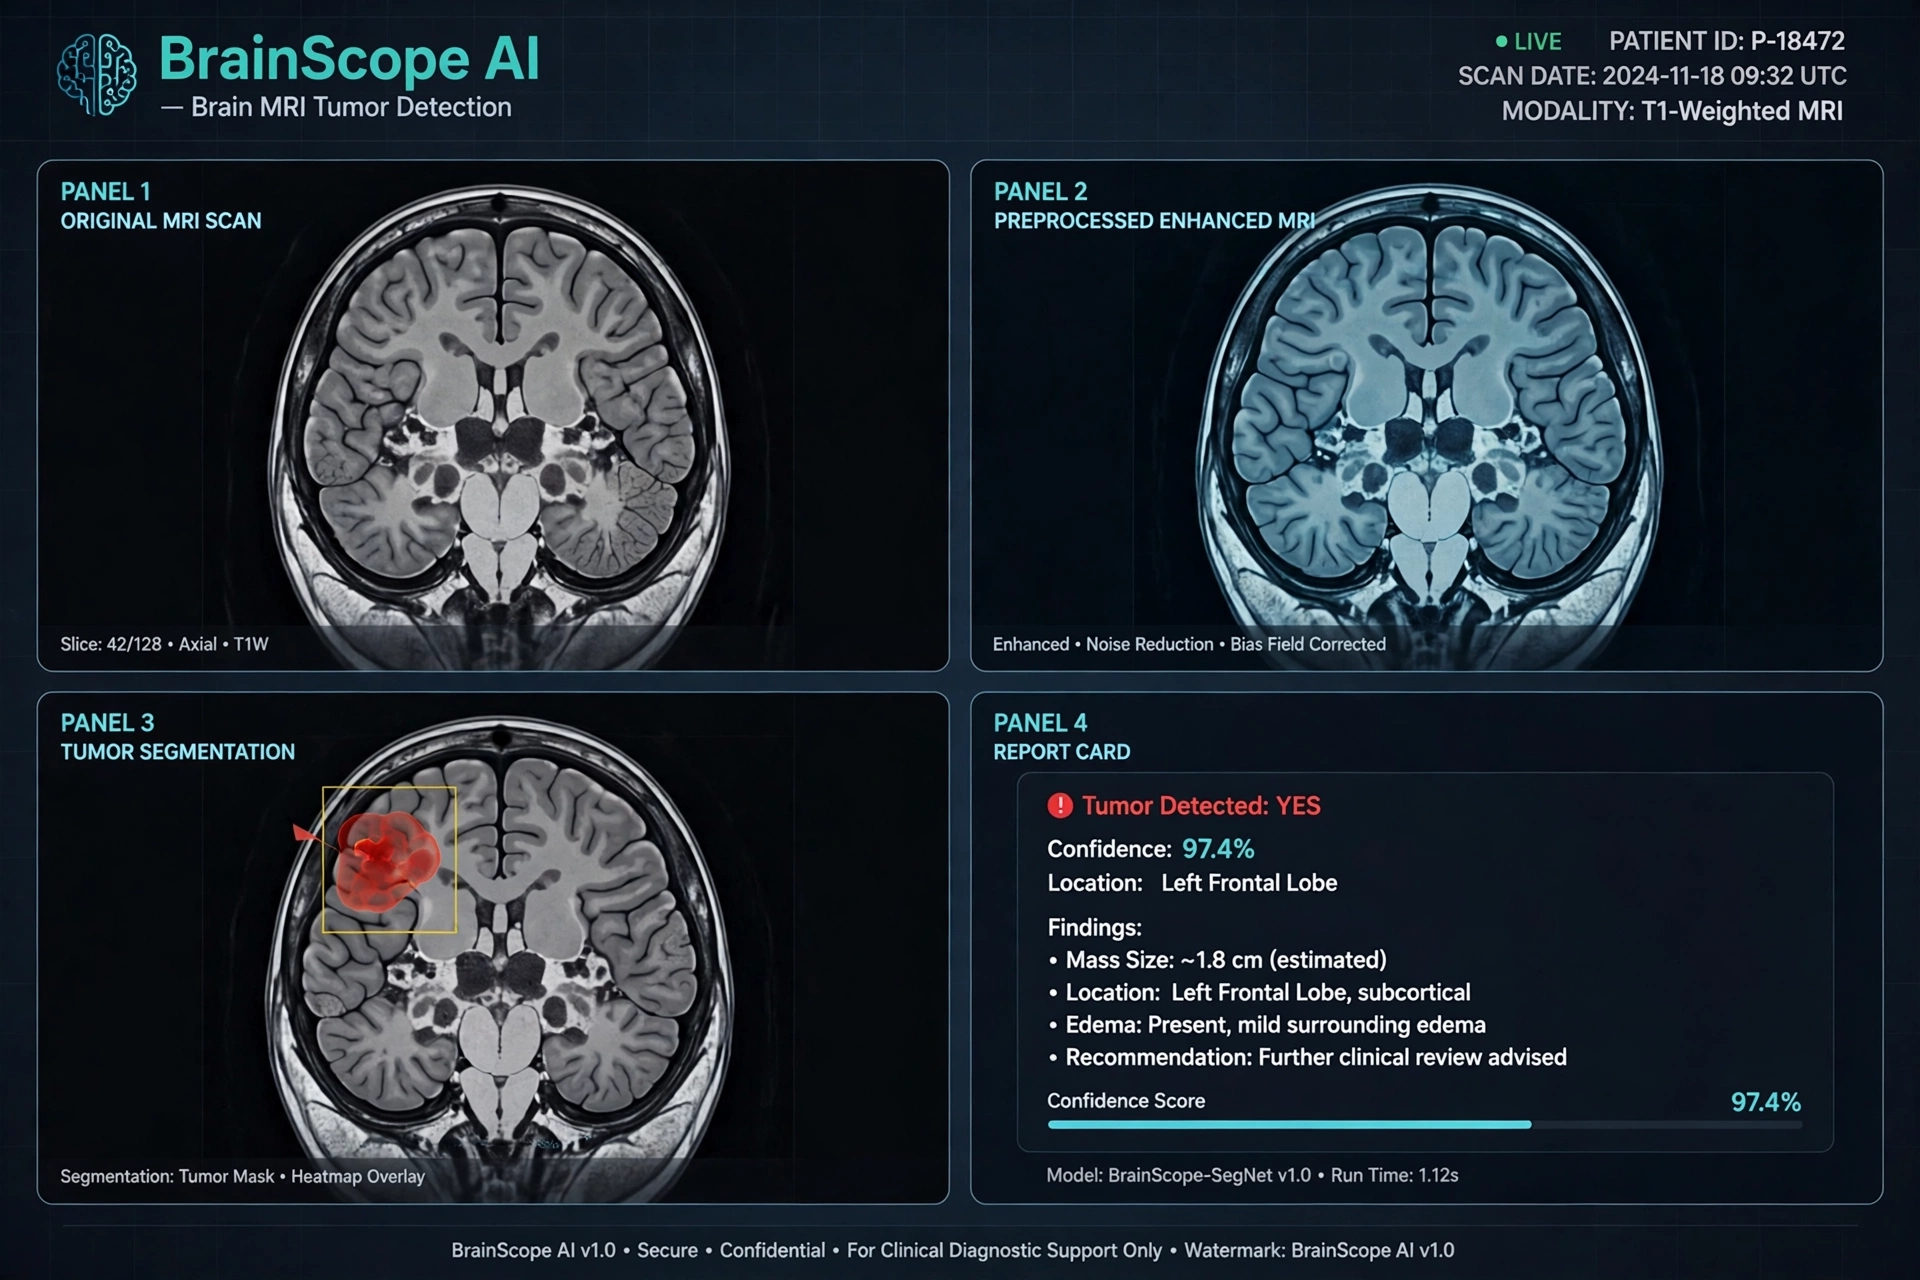 BrainScope AI
— Brain MRI Tumor Detection
LIVE PATIENT ID: P-18472
SCAN DATE: 2024-11-18 09:32 UTC
MODALITY: T1-Weighted MRI
PANEL 1
ORIGINAL MRI SCAN
Slice: 42/128 • Axial • T1W
PANEL 2
PREPROCESSED ENHANCED MRI
Enhanced • Noise Reduction • Bias Field Corrected
PANEL 3
TUMOR SEGMENTATION
Segmentation: Tumor Mask • Heatmap Overlay
PANEL 4
REPORT CARD
! Tumor Detected: YES
Confidence: 97.4%
Location: Left Frontal Lobe
Findings:
• Mass Size: ~1.8 cm (estimated)
• Location: Left Frontal Lobe, subcortical
• Edema: Present, mild surrounding edema
• Recommendation: Further clinical review advised
Confidence Score 97.4%
Model: BrainScope-SegNet v1.0 • Run Time: 1.12s
BrainScope AI v1.0 • Secure • Confidential • For Clinical Diagnostic Support Only • Watermark: BrainScope AI v1.0